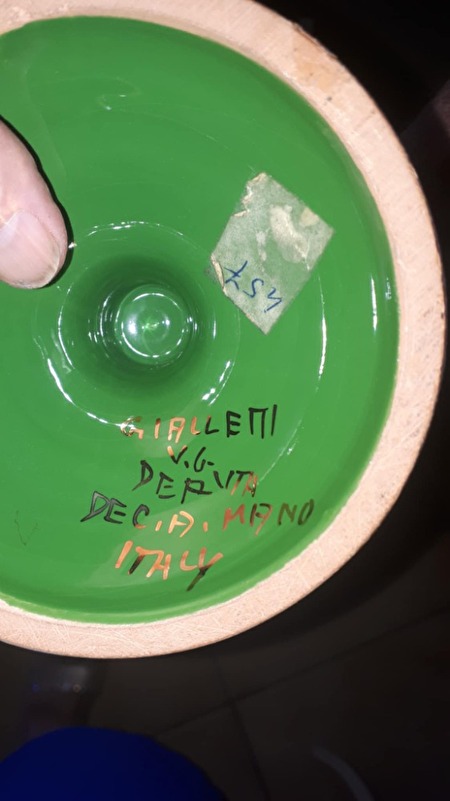 GIALLETTI
V.G.
DERUTA
DEC.A.MANO
ITALY